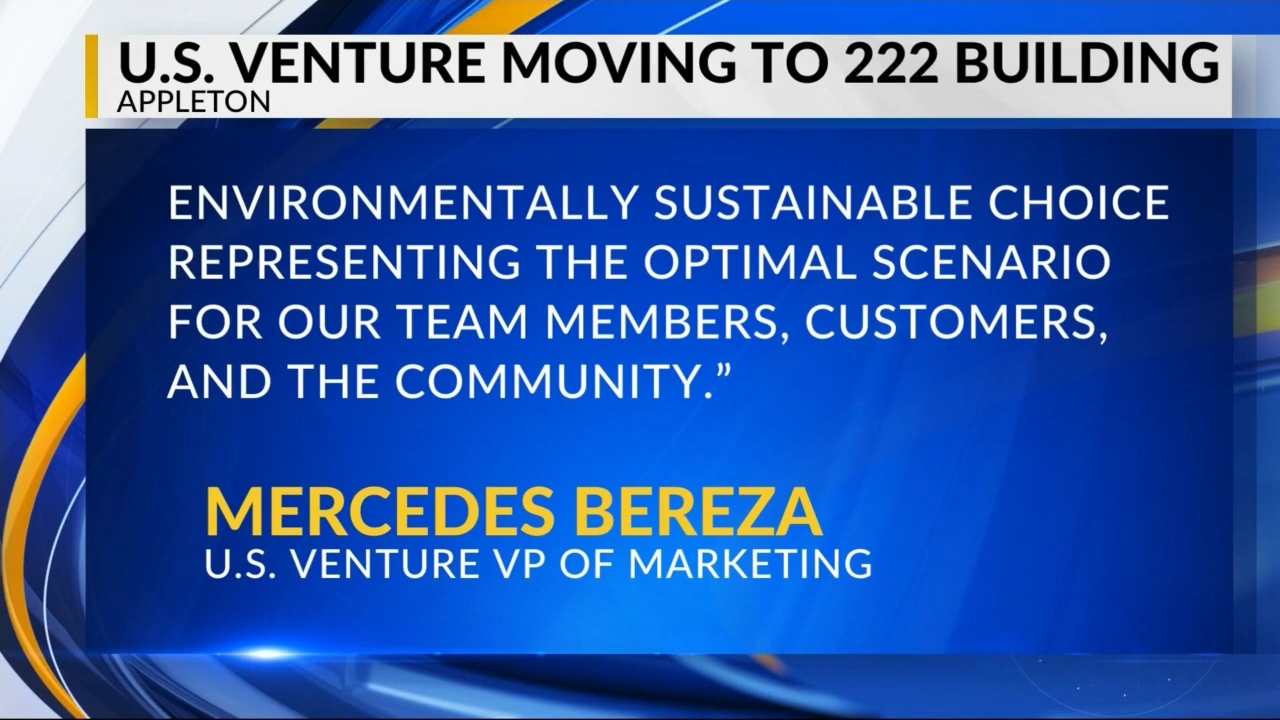 U.S. VENTURE MOVING TO 222 BUILDING
APPLETON
ENVIRONMENTALLY SUSTAINABLE CHOICE
REPRESENTING THE OPTIMAL SCENARIO
FOR OUR TEAM MEMBERS, CUSTOMERS,
AND THE COMMUNITY.”
MERCEDES BEREZA
U.S. VENTURE VP OF MARKETING